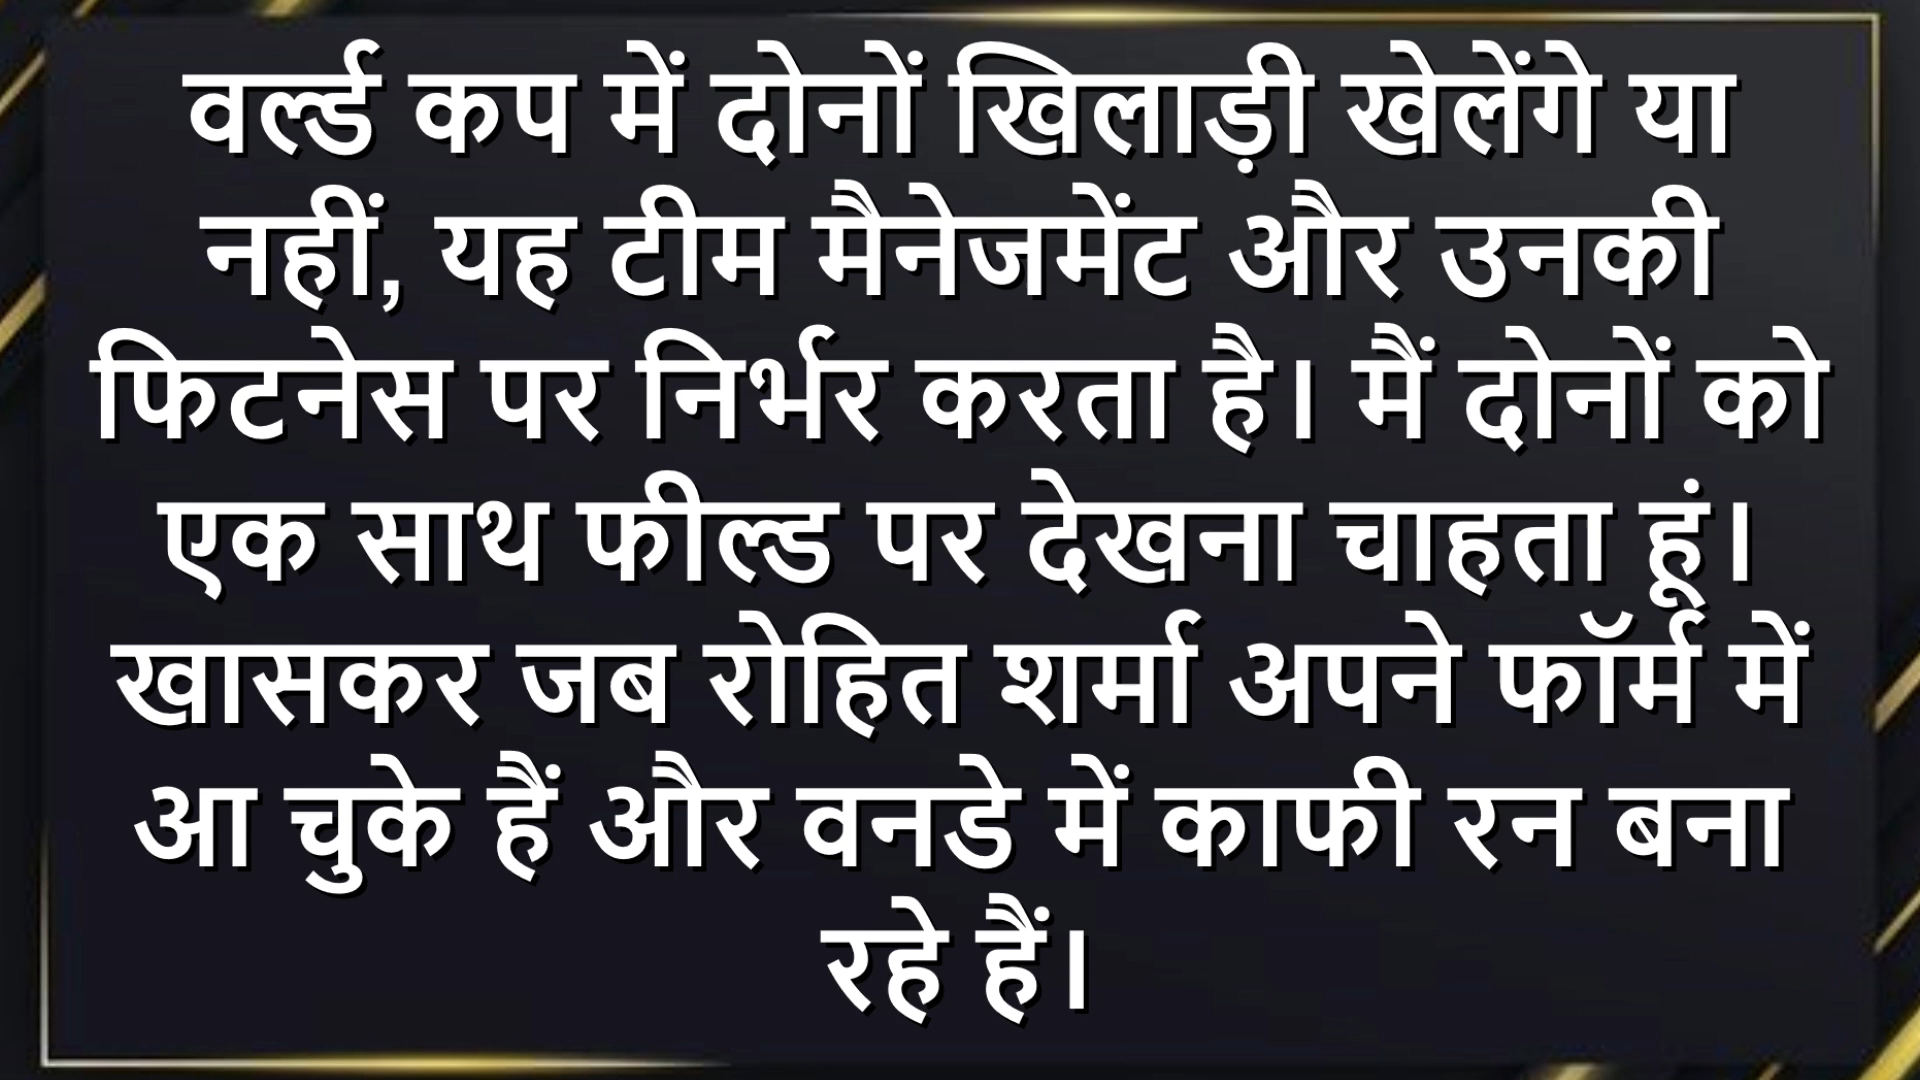 वर्ल्ड कप में दोनों खिलाड़ी खेलेंगे या
नहीं, यह टीम मैनेजमेंट और उनकी
फिटनेस पर निर्भर करता है। मैं दोनों को
एक साथ फील्ड पर देखना चाहता हूं।
खासकर जब रोहित शर्मा अपने फॉर्म में
आ चुके हैं और वनडे में काफी रन बना
रहे हैं।